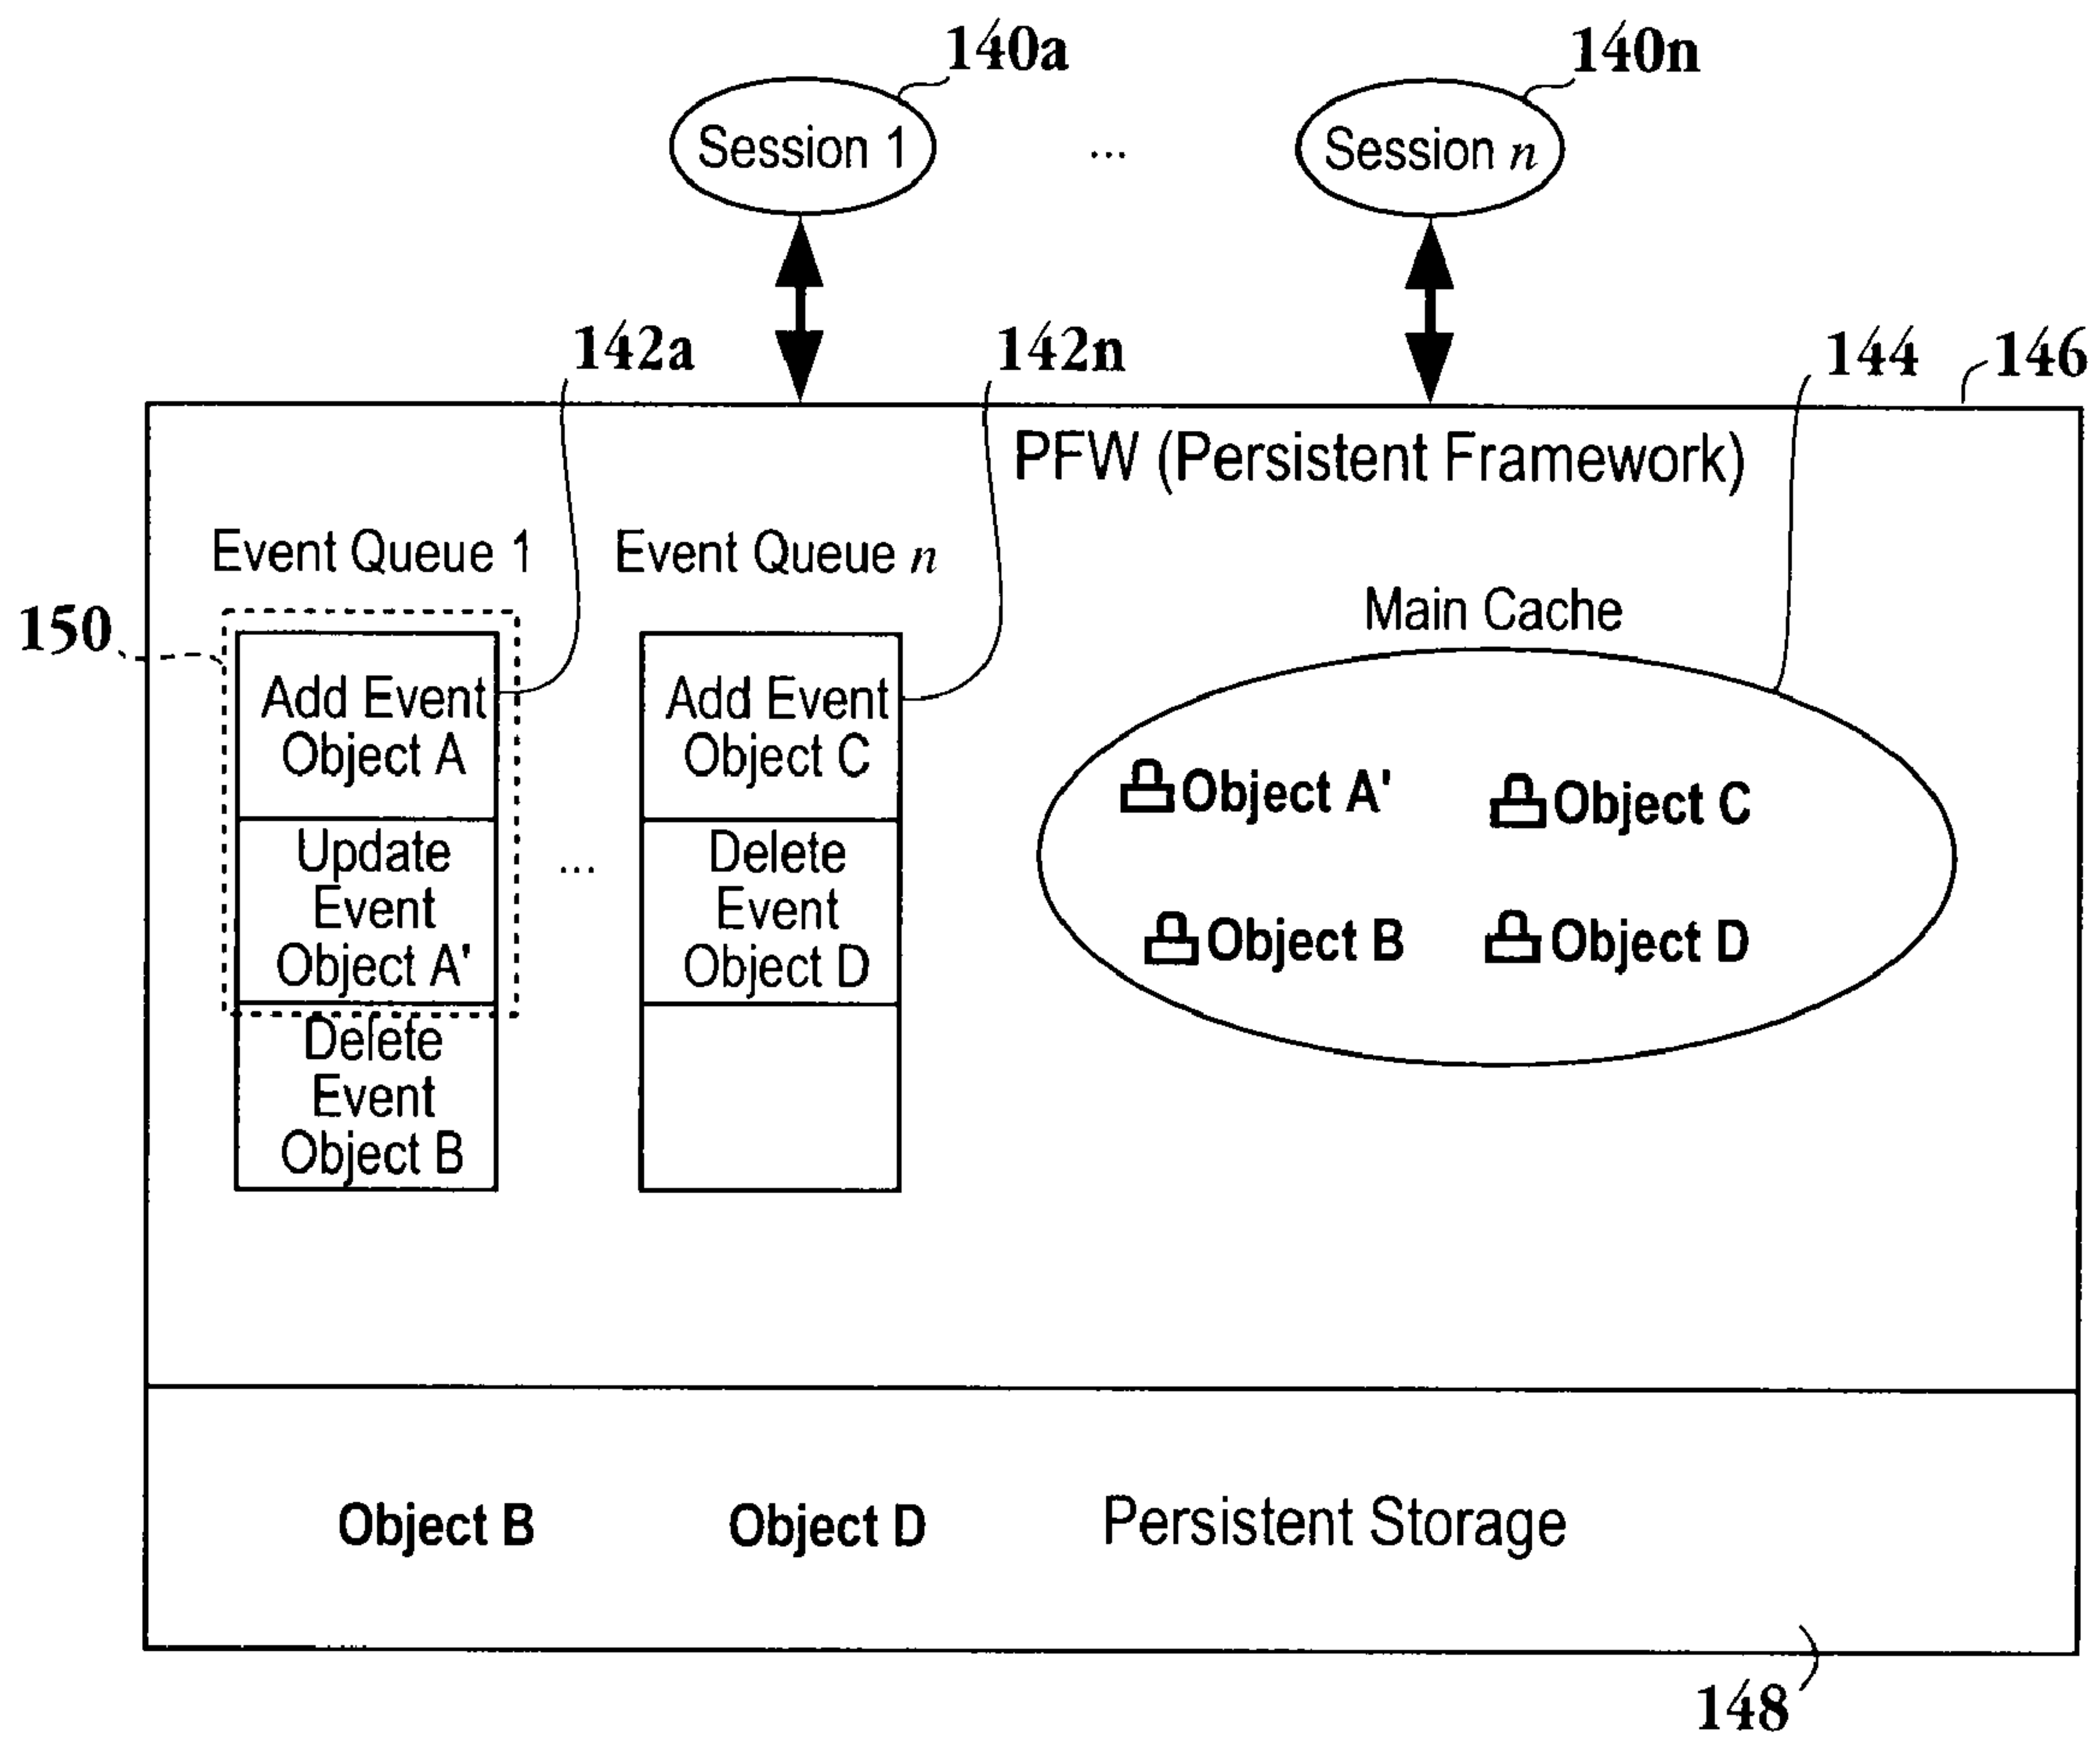 140a
140n
Session 1
...
Session n
142a
142n
144
146
PFW (Persistent Framework)
Event Queue 1
Event Queue n
Main Cache
150
Add Event
Object A
Update
Event
Object A'
Delete
Event
Object B
...
Add Event
Object C
Delete
Event
Object D
Object A'
Object C
Object B
Object D
Object B
Object D
Persistent Storage
148